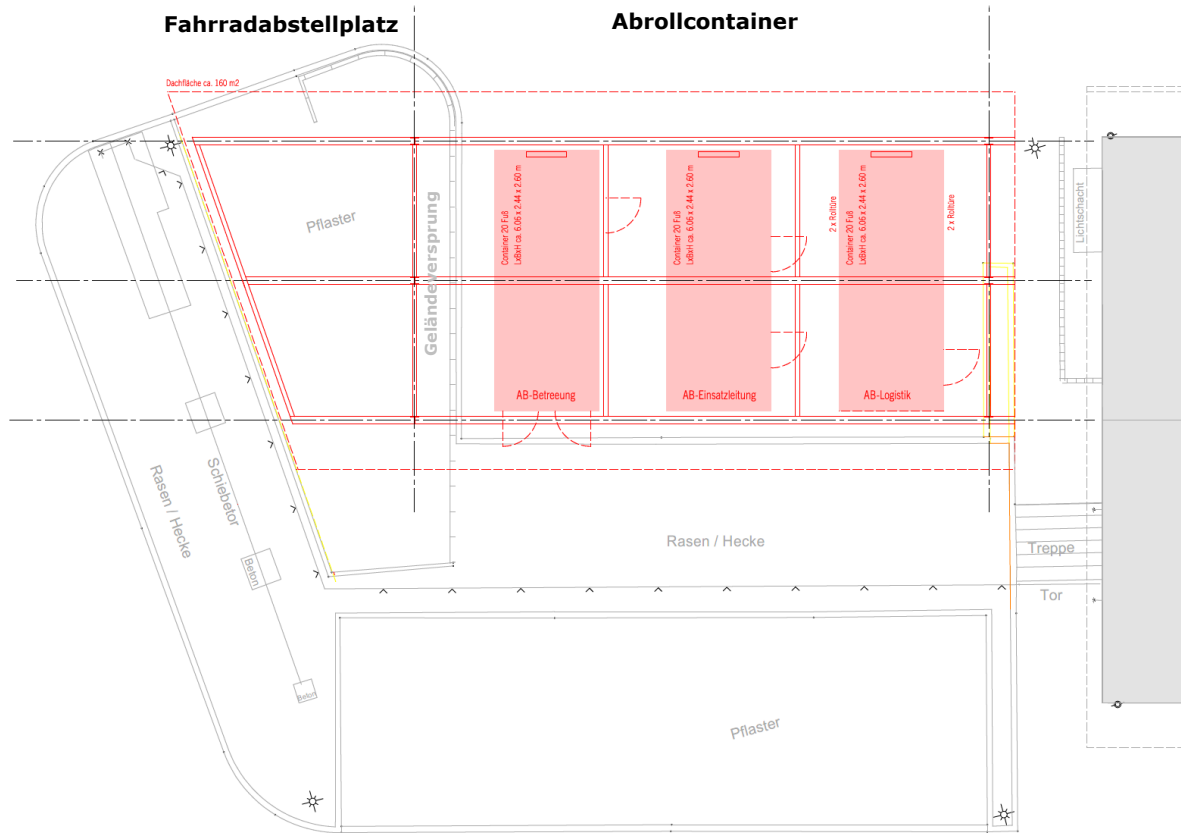 Fahrradabstellplatz
Abrollcontainer
Dachfläche ca. 160 m2
Pflaster
Geländeversprung
Container 20 Fuß
LxBxH ca. 6.06 x 2.44 x 2.60 m
Container 20 Fuß
LxBxH ca. 6.06 x 2.44 x 2.60 m
2 x Rolltüre
Container 20 Fuß
LxBxH ca. 6.06 x 2.44 x 2.60 m
2 x Rolltüre
Lichtschacht
AB-Betreeung
AB-Einsatzleitung
AB-Logistik
Rasen / Hecke
Schiebetor
Beton
Beton
Rasen / Hecke
Treppe
Tor
Pflaster